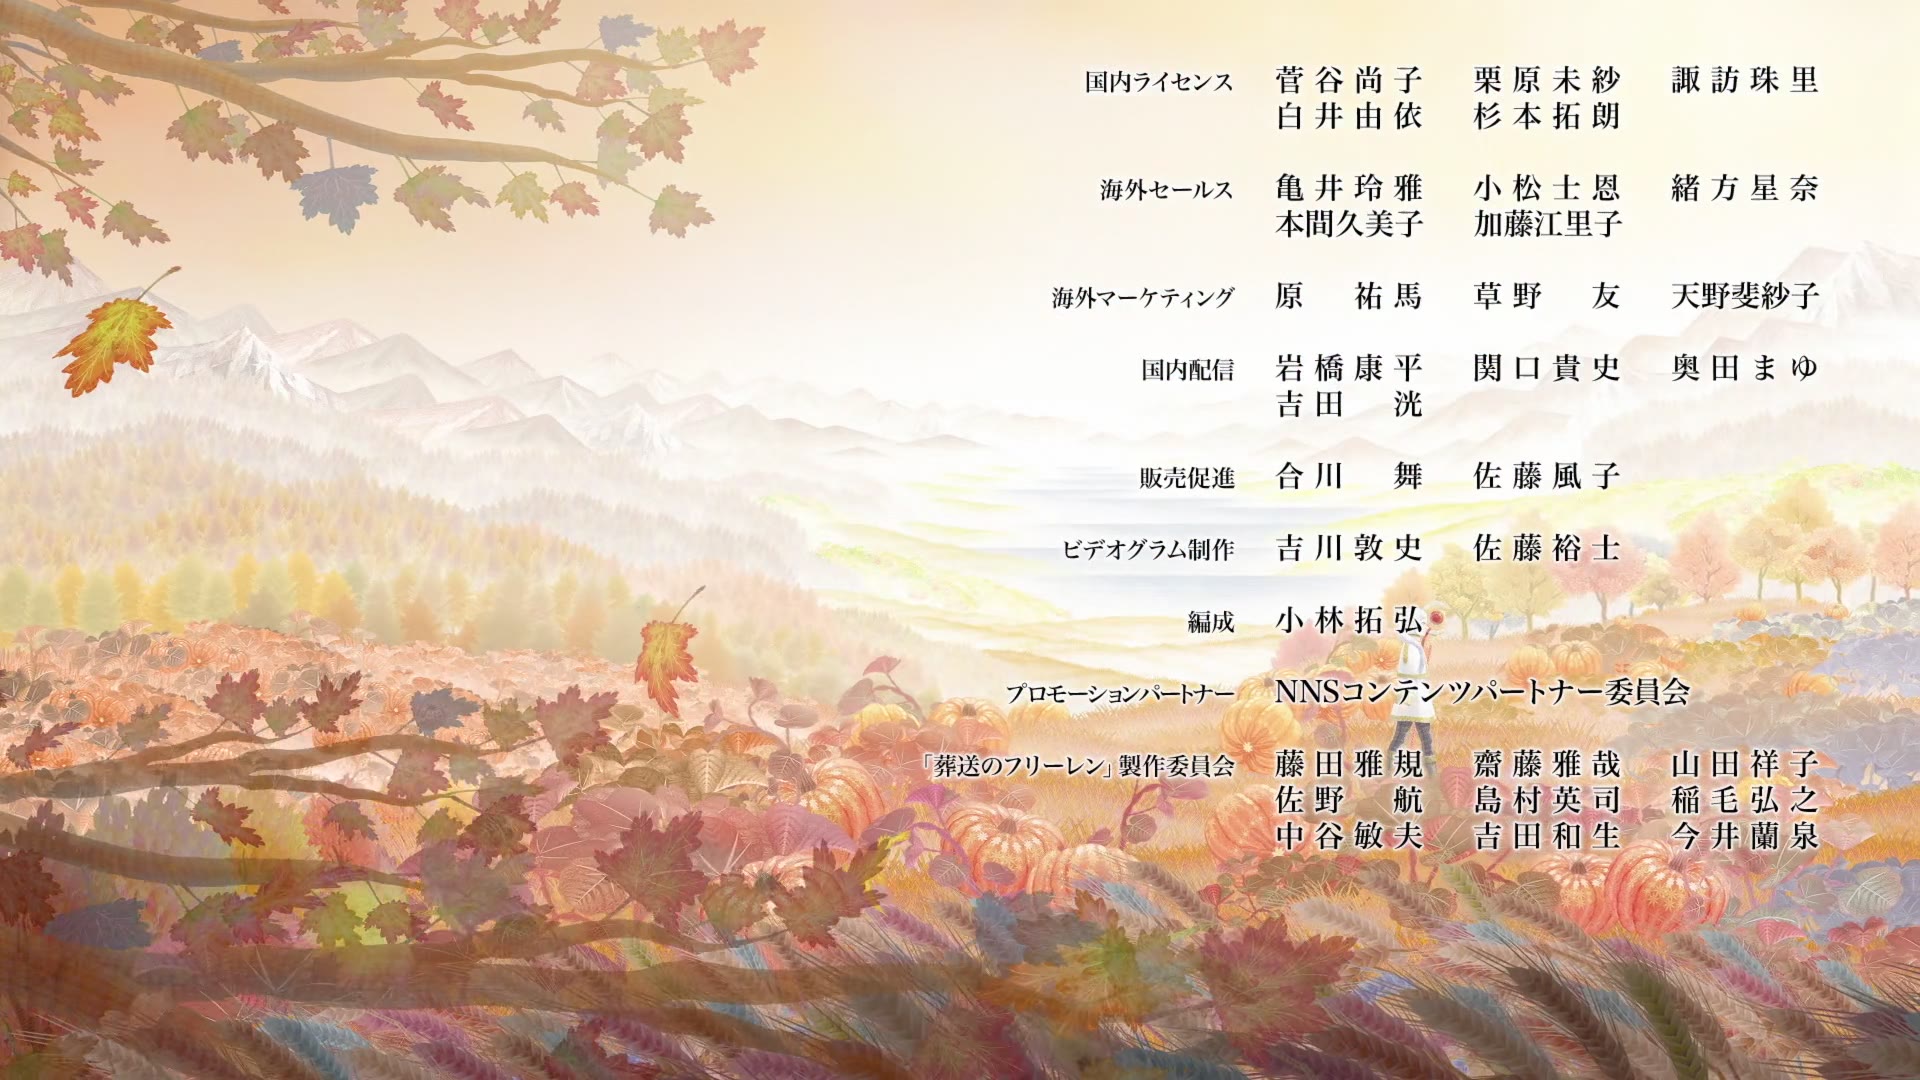 国内ライセンス 菅谷尚子 栗原未紗 諏訪珠里
白井由依 杉本拓朗
海外セールス 亀井玲雅 小松士恩 緒方星奈
本間久美子 加藤江里子
海外マーケティング 原祐馬 草野友 天野斐紗子
国内配信 岩橋康平 関口貴史 奥田まゆ
吉田洸
販売促進 合川舞 佐藤風子
ビデオグラム制作 吉川敦史 佐藤裕士
編成 小林拓弘
プロモーションパートナー NNSコンテンツパートナー委員会
「葬送のフリーレン」製作委員会 藤田雅規 齋藤雅哉 山田祥子
佐野航 島村英司 稲毛弘之
中谷敏夫 吉田和生 今井蘭泉